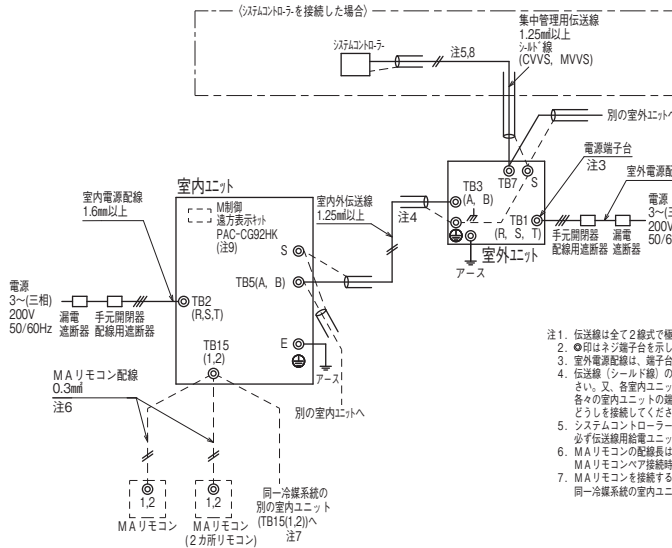 〈システムコントローラーを接続した場合〉
システムコントローラー
注5,8
集中管理用伝送線
1.25m㎡以上
シールド線
(CVVS, MVVS)
別の室外ユニットへ
電源端子台
注3
TB7
S
TB3
(A, B)
TB1
(R, S, T)
室外ユニット
アース
室外電源配
手元開閉器
配線用遮断器
漏電
遮断器
電源
3〜(三
200V
50/6
室内ユニット
M制御
遠方表示キット
PAC-CG92HK
(注9)
室内電源配線
1.6mm以上
室内外伝送線
1.25m㎡以上
注4
S
TB5(A, B)
電源
3〜(三相)
200V
50/60Hz
漏電
遮断器
手元開閉器
配線用遮断器
TB2
(R,S,T)
TB15
(1,2)
E
アース
別の室内ユニットへ
MAリモコン配線
0.3m㎡
注6
1,2
MAリモコン
1,2
MAリモコン
(2カ所リモコン)
同一冷媒系統の
別の室内ユニット
(TB15(1,2))へ
注7
注1. 伝送線は全て2線式で極
2. ◎印はネジ端子台を示し
3. 室外電源配線は、端子台
4. 伝送線（シールド線）の
さい。又、各室内ユニッ
各々の室内ユニットの端
どうしを接続してくださ
5. システムコントローラー
必ず伝送線用給電ユニッ
6. MAリモコンの配線長は
MAリモコンペア接続時
7. MAリモコンを接続する
同一冷媒系統の室内ユニ